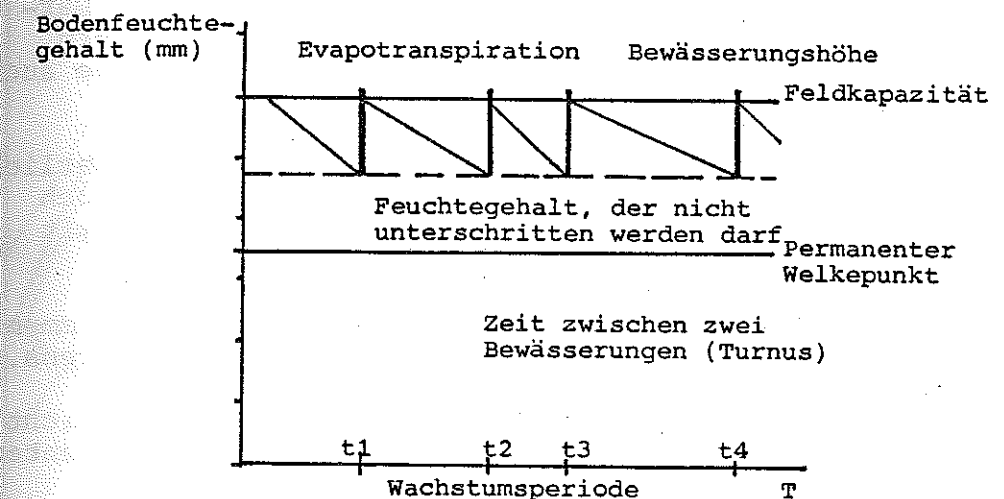 Bodenfeuchte-
gehalt (mm)
Evapotranspiration
Bewässerungshöhe
Feldkapazität
Feuchtegehalt, der nicht
unterschritten werden darf
Permanenter
Welkepunkt
Zeit zwischen zwei
Bewässerungen (Turnus)
t1 t2 t3 t4
Wachstumsperiode T